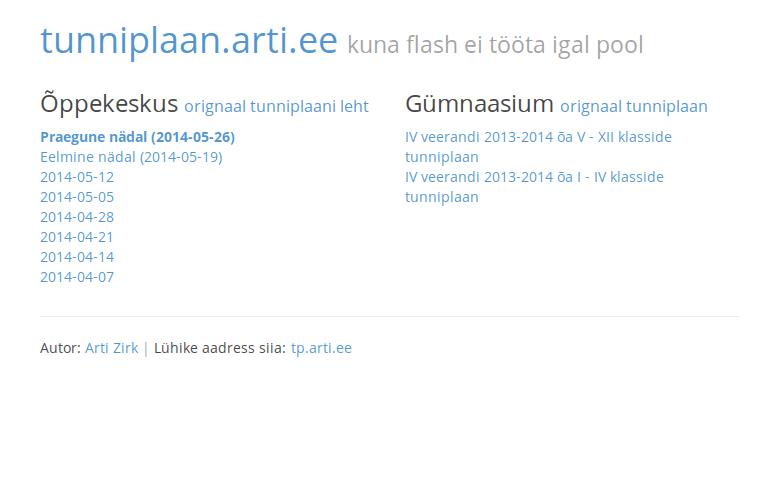 tunniplaan.arti.ee kuna flash ei tööta igal pool
Õppekeskus orignaal tunniplaani leht
Praegune nädal (2014-05-26)
Eelmine nädal (2014-05-19)
2014-05-12
2014-05-05
2014-04-28
2014-04-21
2014-04-14
2014-04-07
Gümnaasium orignaal tunniplaan
IV veerandi 2013-2014 õa V - XII klasside
tunniplaan
IV veerandi 2013-2014 õa I - IV klasside
tunniplaan
Autor: Arti Zirk | Lühike aadress siia: tp.arti.ee